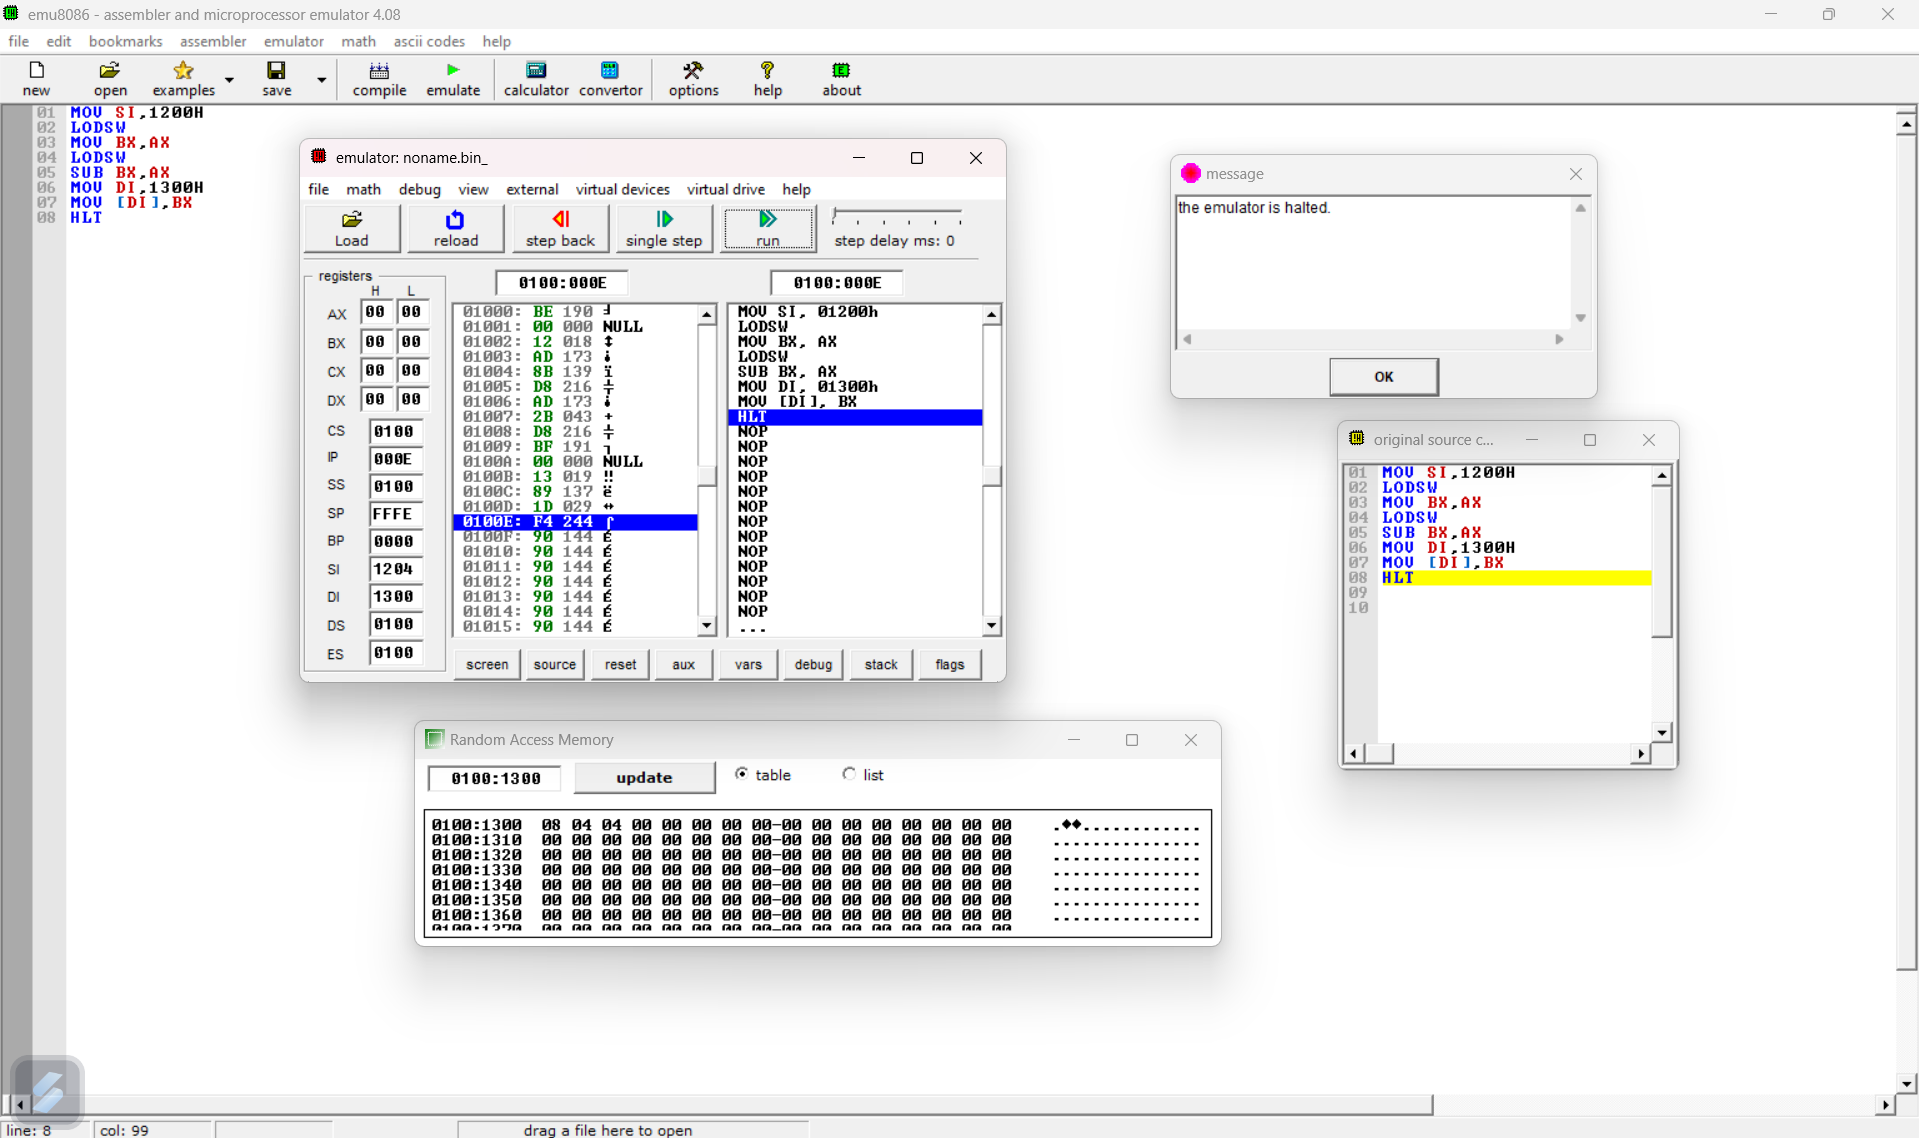 emu8086 - assembler and microprocessor emulator 4.08
file edit bookmarks assembler emulator math ascii codes help
new open examples save compile emulate calculator convertor options help about
01 MOV SI,1200H
02 LODSW
03 MOV BX,AX
04 LODSW
05 SUB BX,AX
06 MOV DI,1300H
07 MOV [DI],BX
08 HLT
emulator: noname.bin_
file math debug view external virtual devices virtual drive help
Load reload step back single step run step delay ms: 0
registers
H L
AX 00 00
BX 00 00
CX 00 00
DX 00 00
CS 0100
IP 000E
SS 0100
SP FFFE
BP 0000
SI 1204
DI 1300
DS 0100
ES 0100
0100:000E
01000: BE 190 ╛
01001: 00 000 NULL
01002: 12 018 ↕
01003: AD 173 ¡
01004: 8B 139 ï
01005: D8 216 ╪
01006: AD 173 ¡
01007: 2B 043 +
01008: D8 216 ╪
01009: BF 191 ┐
0100A: 00 000 NULL
0100B: 13 019 ‼
0100C: 89 137 ë
0100D: 1D 029 ↔
0100E: F4 244 ⌠
0100F: 90 144 É
01010: 90 144 É
01011: 90 144 É
01012: 90 144 É
01013: 90 144 É
01014: 90 144 É
01015: 90 144 É
0100:000E
MOV SI, 01200h
LODSW
MOV BX, AX
LODSW
SUB BX, AX
MOV DI, 01300h
MOV [DI], BX
HLT
NOP
NOP
NOP
NOP
NOP
NOP
NOP
NOP
NOP
NOP
NOP
NOP
NOP
...
screen source reset aux vars debug stack flags
message
the emulator is halted.
OK
original source c...
01 MOV SI,1200H
02 LODSW
03 MOV BX,AX
04 LODSW
05 SUB BX,AX
06 MOV DI,1300H
07 MOV [DI],BX
08 HLT
09
10
Random Access Memory
0100:1300 update table list
0100:1300 08 04 04 00 00 00 00 00-00 00 00 00 00 00 00 00 .♦♦.............
0100:1310 00 00 00 00 00 00 00 00-00 00 00 00 00 00 00 00 ................
0100:1320 00 00 00 00 00 00 00 00-00 00 00 00 00 00 00 00 ................
0100:1330 00 00 00 00 00 00 00 00-00 00 00 00 00 00 00 00 ................
0100:1340 00 00 00 00 00 00 00 00-00 00 00 00 00 00 00 00 ................
0100:1350 00 00 00 00 00 00 00 00-00 00 00 00 00 00 00 00 ................
0100:1360 00 00 00 00 00 00 00 00-00 00 00 00 00 00 00 00 ................
0100:1370 00 00 00 00 00 00 00 00-00 00 00 00 00 00 00 00
line: 8 col: 99 drag a file here to open